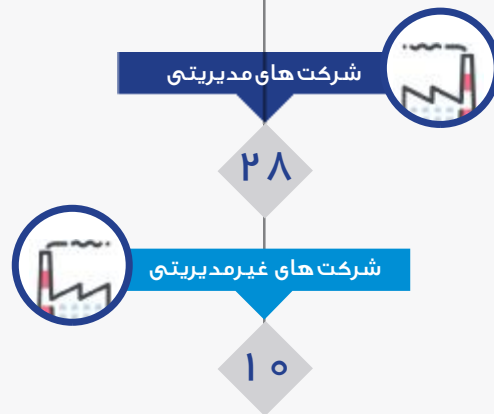 شرکت های مدیریتی
۲۸
شرکت های غیرمدیریتی
۱۰